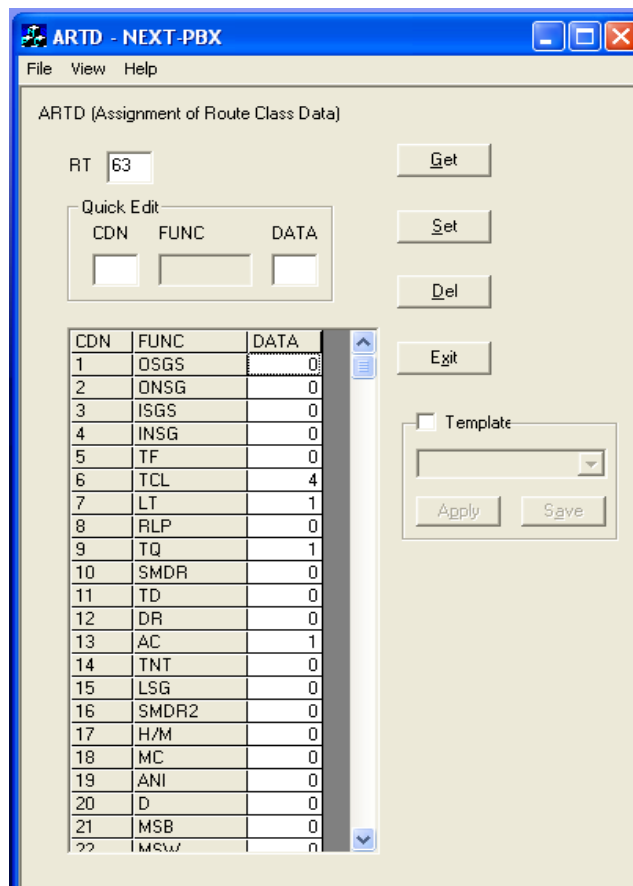 ARTD - NEXT-PBX
File View Help
ARTD (Assignment of Route Class Data)
RT 63
Get
Quick Edit
CDN FUNC DATA
Set
Del
Exit
Template
Apply Save
CDN FUNC DATA
1 OSGS 0
2 ONSG 0
3 ISGS 0
4 INSG 0
5 TF 0
6 TCL 4
7 LT 1
8 RLP 0
9 TQ 1
10 SMDR 0
11 TD 0
12 DR 0
13 AC 1
14 TNT 0
15 LSG 0
16 SMDR2 0
17 H/M 0
18 MC 0
19 ANI 0
20 D 0
21 MSB 0
22 MSW 0